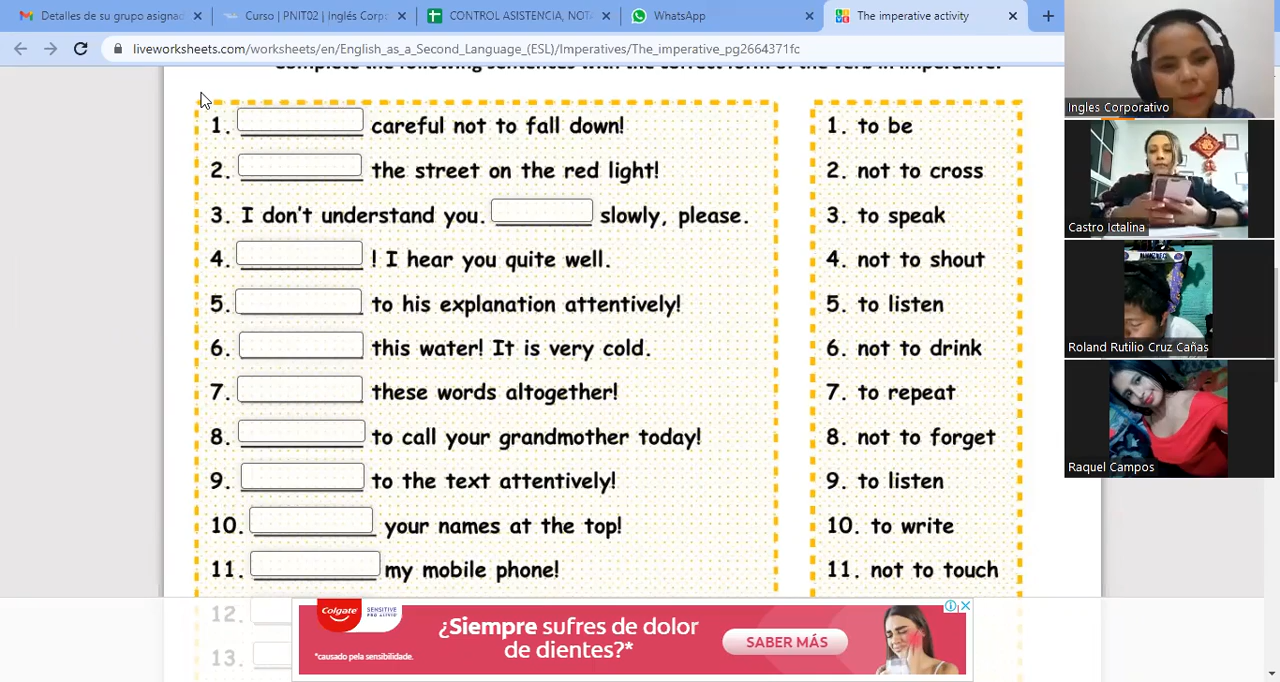 Detalles de su grupo asignad
Curso | PNIT02 | Inglés Corp
CONTROL ASISTENCIA, NOTA
WhatsApp
The imperative activity
liveworksheets.com/worksheets/en/English_as_a_Second_Language_(ESL)/Imperatives/The_imperative_pg2664371fc
Complete the following sentences with the correct form of the verb in imperative.
1. careful not to fall down!
2. the street on the red light!
3. I don't understand you. slowly, please.
4. ! I hear you quite well.
5. to his explanation attentively!
6. this water! It is very cold.
7. these words altogether!
8. to call your grandmother today!
9. to the text attentively!
10. your names at the top!
11. my mobile phone!
12.
13.
1. to be
2. not to cross
3. to speak
4. not to shout
5. to listen
6. not to drink
7. to repeat
8. not to forget
9. to listen
10. to write
11. not to touch
Colgate
SENSITIVE
PRO ALIVIO
*causado pela sensibilidade.
¿Siempre sufres de dolor
de dientes?*
SABER MÁS
Ingles Corporativo
Castro Ictalina
Roland Rutilio Cruz Cañas
Raquel Campos